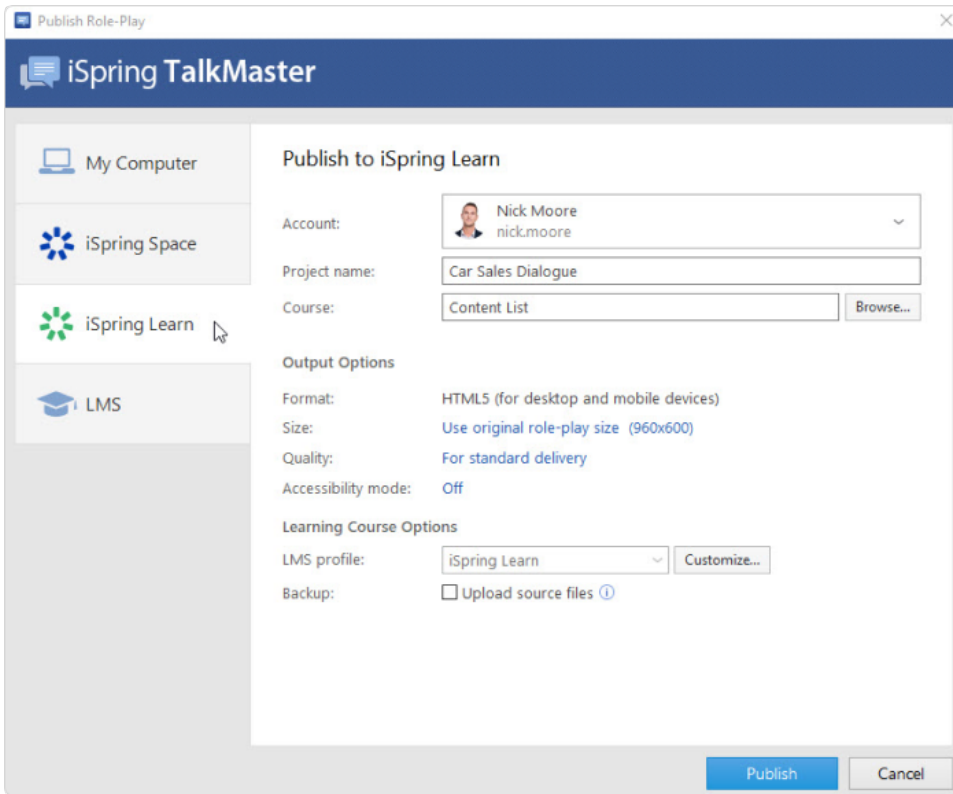 Publish Role-Play
iSpring TalkMaster
My Computer
iSpring Space
iSpring Learn
LMS
Publish to iSpring Learn
Account:
Nick Moore
nick.moore
Project name:
Car Sales Dialogue
Course:
Content List
Browse...
Output Options
Format:
HTML5 (for desktop and mobile devices)
Size:
Use original role-play size (960x600)
Quality:
For standard delivery
Accessibility mode:
Off
Learning Course Options
LMS profile:
iSpring Learn
Customize...
Backup:
Upload source files
Publish
Cancel